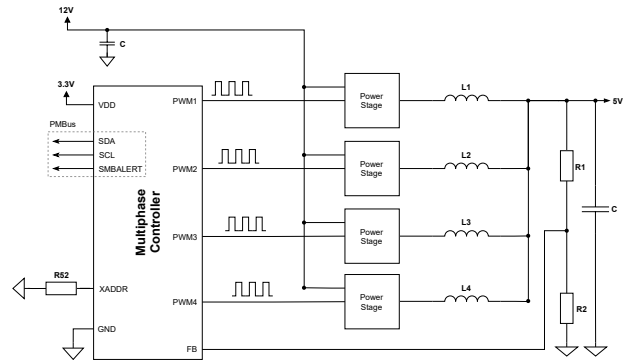 12V
C
3.3V
VDD
PMBus
SDA
SCL
SMBALERT
Multiphase
Controller
R52
XADDR
GND
PWM1
PWM2
PWM3
PWM4
FB
Power
Stage
Power
Stage
Power
Stage
Power
Stage
L1
L2
L3
L4
5V
R1
C
R2